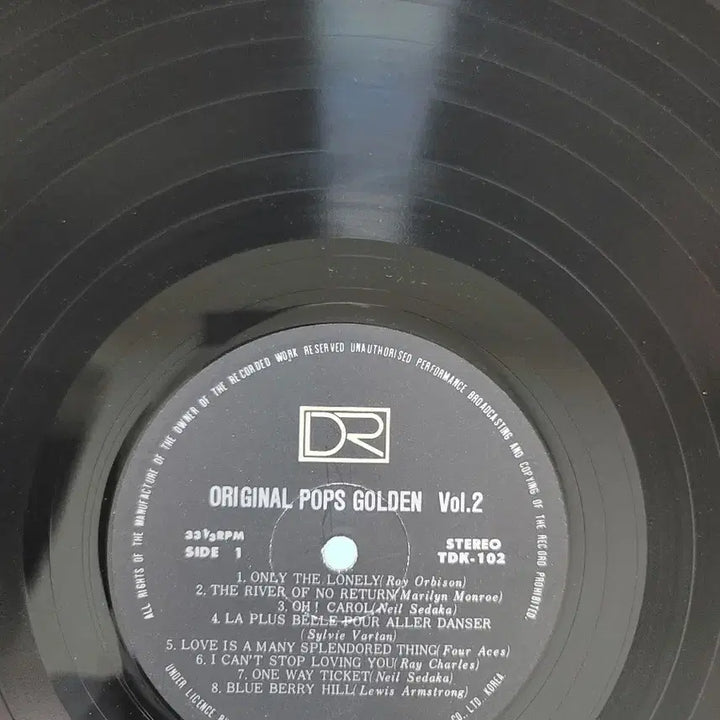 ALL RIGHTS OF THE MANUFACTURE OF THE OWNER OF THE RECORDED WORK RESERVED UNAUTHORISED PERFORMANCE BROADCASTING AND COPYING OF THE RECORD PROHIBITED.
DR
ORIGINAL POPS GOLDEN Vol.2
33⅓RPM
SIDE 1
STEREO
TDK-102
1. ONLY THE LONELY(Roy Orbison)
2. THE RIVER OF NO RETURN(Marilyn Monroe)
3. OH! CAROL(Neil Sedaka)
4. LA PLUS BELLE POUR ALLER DANSER
(Sylvie Vartan)
5. LOVE IS A MANY SPLENDORED THING(Four Aces)
6. I CAN'T STOP LOVING YOU(Ray Charles)
7. ONE WAY TICKET(Neil Sedaka)
8. BLUE BERRY HILL(Lewis Armstrong)
UNDER LICENCE
CO., LTD. KOREA.